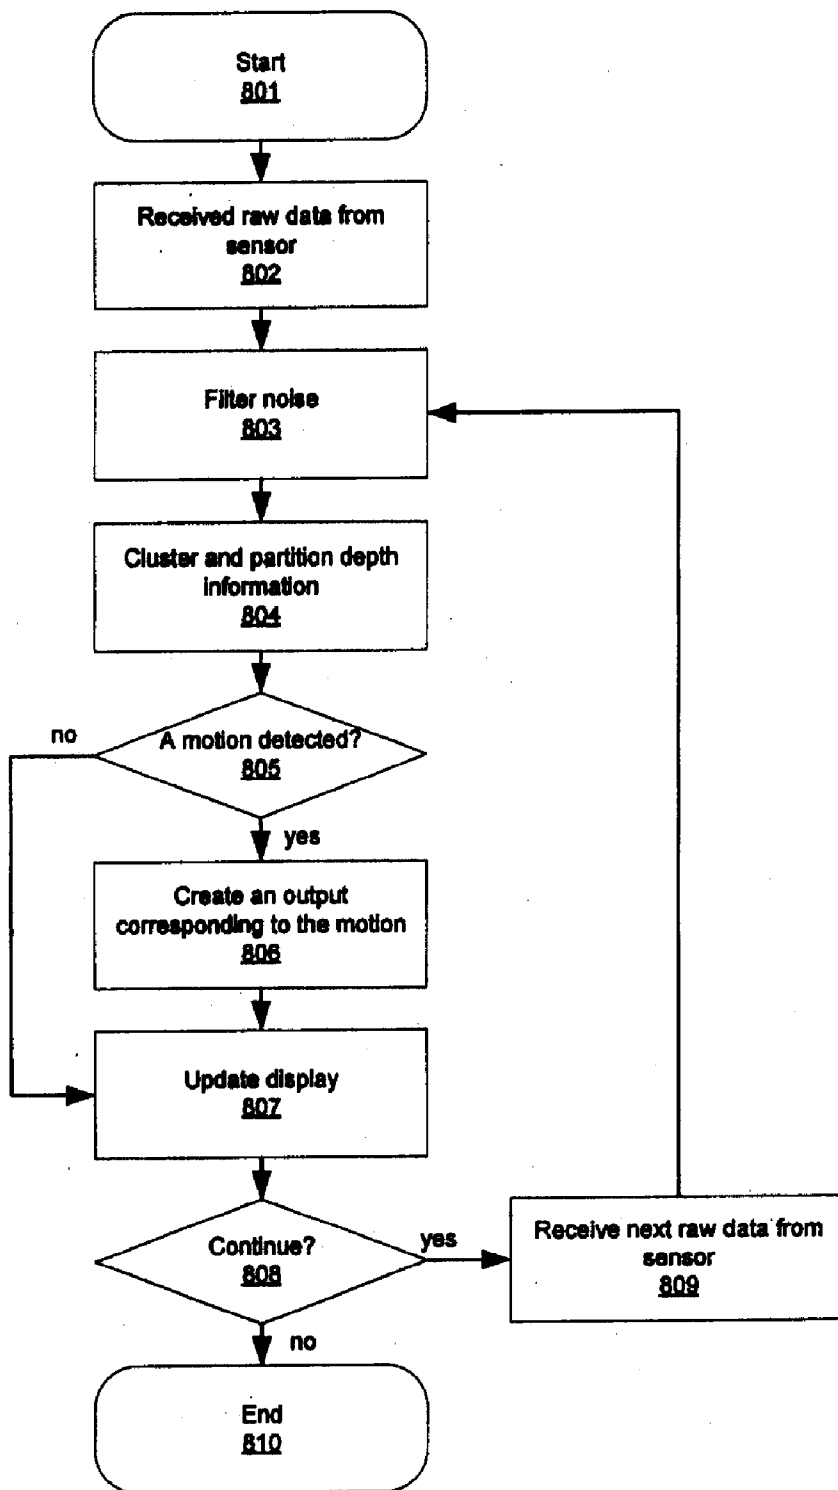 Start
801
Received raw data from
sensor
802
Filter noise
803
Cluster and partition depth
information
804
no
A motion detected?
805
yes
Create an output
corresponding to the motion
806
Update display
807
Continue?
808
yes
Receive next raw data from
sensor
809
no
End
810